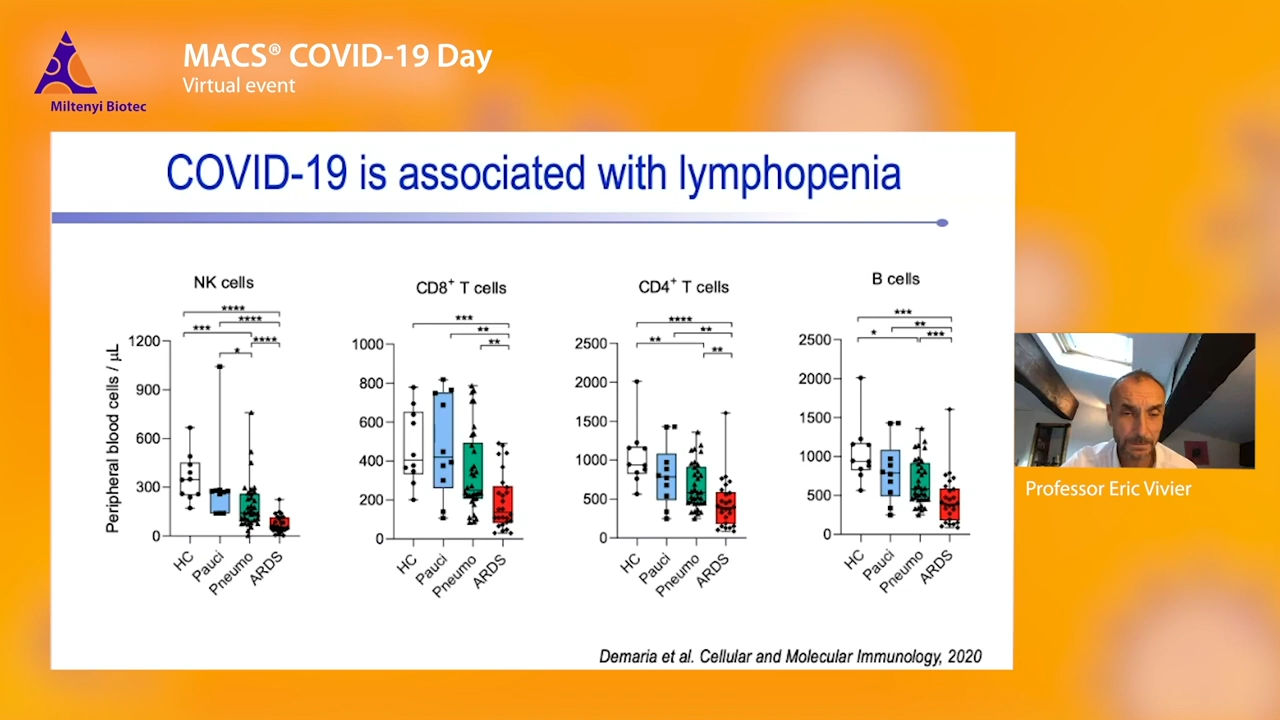 MACS® COVID-19 Day
Virtual event
Miltenyi Biotec
COVID-19 is associated with lymphopenia
NK cells
CD8+ T cells
CD4+ T cells
B cells
****
****
***
****
*
***
**
**
****
**
**
**
***
**
*
***
Peripheral blood cells / μL
1200
900
600
300
0
1000
800
600
400
200
0
2500
2000
1500
1000
500
0
2500
2000
1500
1000
500
0
HC
Pauci
Pneumo
ARDS
HC
Pauci
Pneumo
ARDS
HC
Pauci
Pneumo
ARDS
HC
Pauci
Pneumo
ARDS
Demaria et al. Cellular and Molecular Immunology, 2020
Professor Eric Vivier